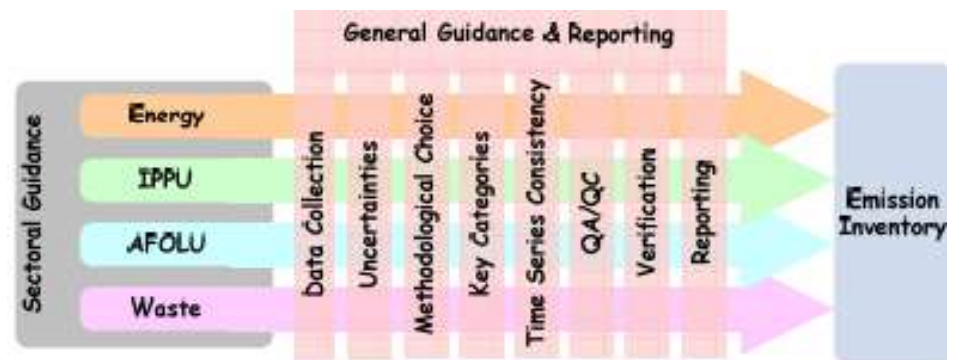 General Guidance & Reporting
Sectoral Guidance
Energy
IPPU
AFOLU
Waste
Data Collection
Uncertainties
Methodological Choice
Key Categories
Time Series Consistency
QA/QC
Verification
Reporting
Emission
Inventory